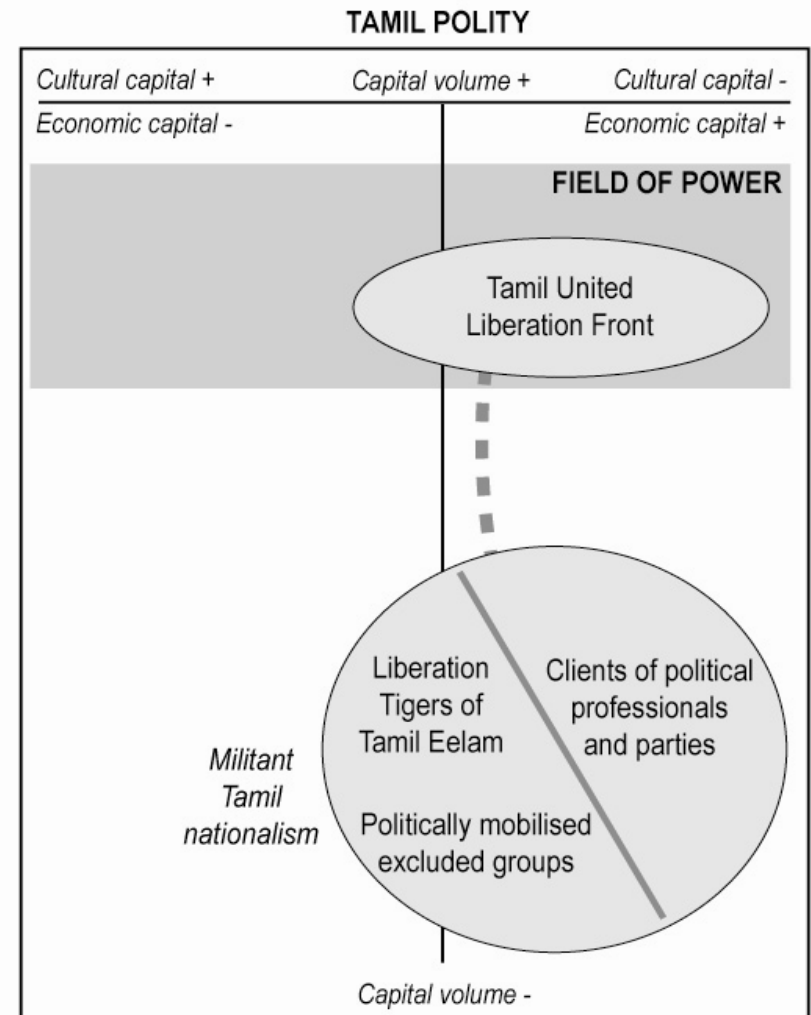 TAMIL POLITY
Cultural capital + Capital volume + Cultural capital -
Economic capital - Economic capital +
FIELD OF POWER
Tamil United
Liberation Front
Liberation
Tigers of
Tamil Eelam
Clients of political
professionals
and parties
Militant
Tamil
nationalism
Politically mobilised
excluded groups
Capital volume -